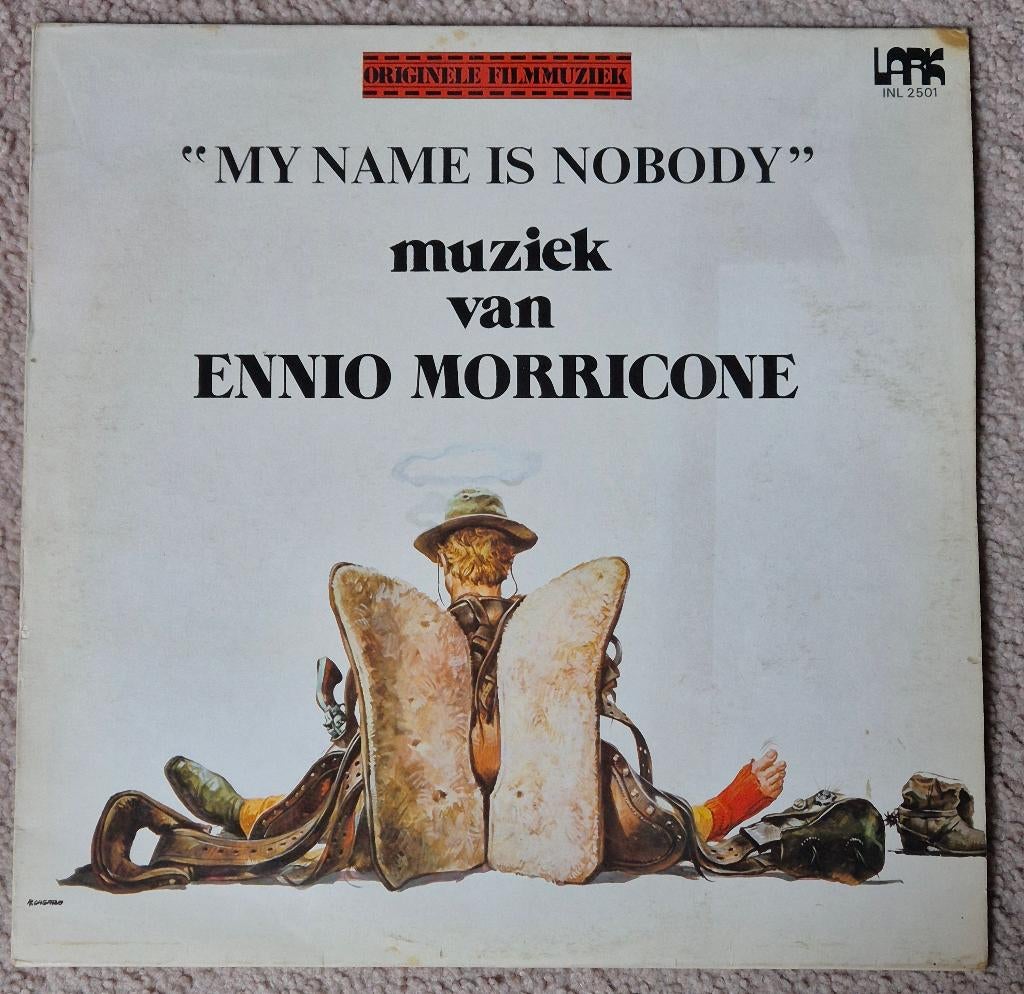 ORIGINELE FILMMUZIEK
LARK
INL 2501
“MY NAME IS NOBODY”
muziek
van
ENNIO MORRICONE